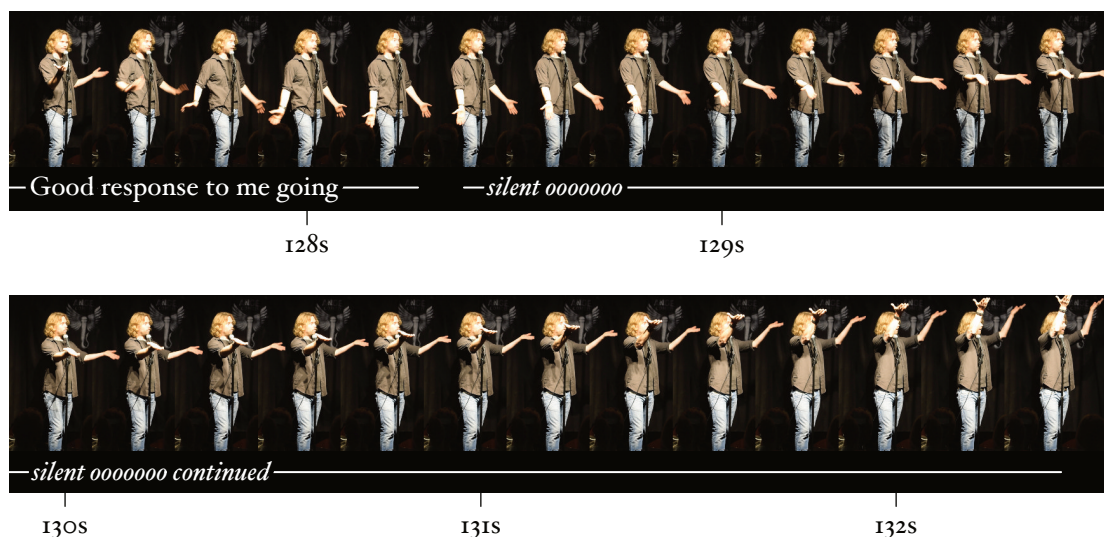 Good response to me going silent ooooooo
128s 129s
silent ooooooo continued
130s 131s 132s